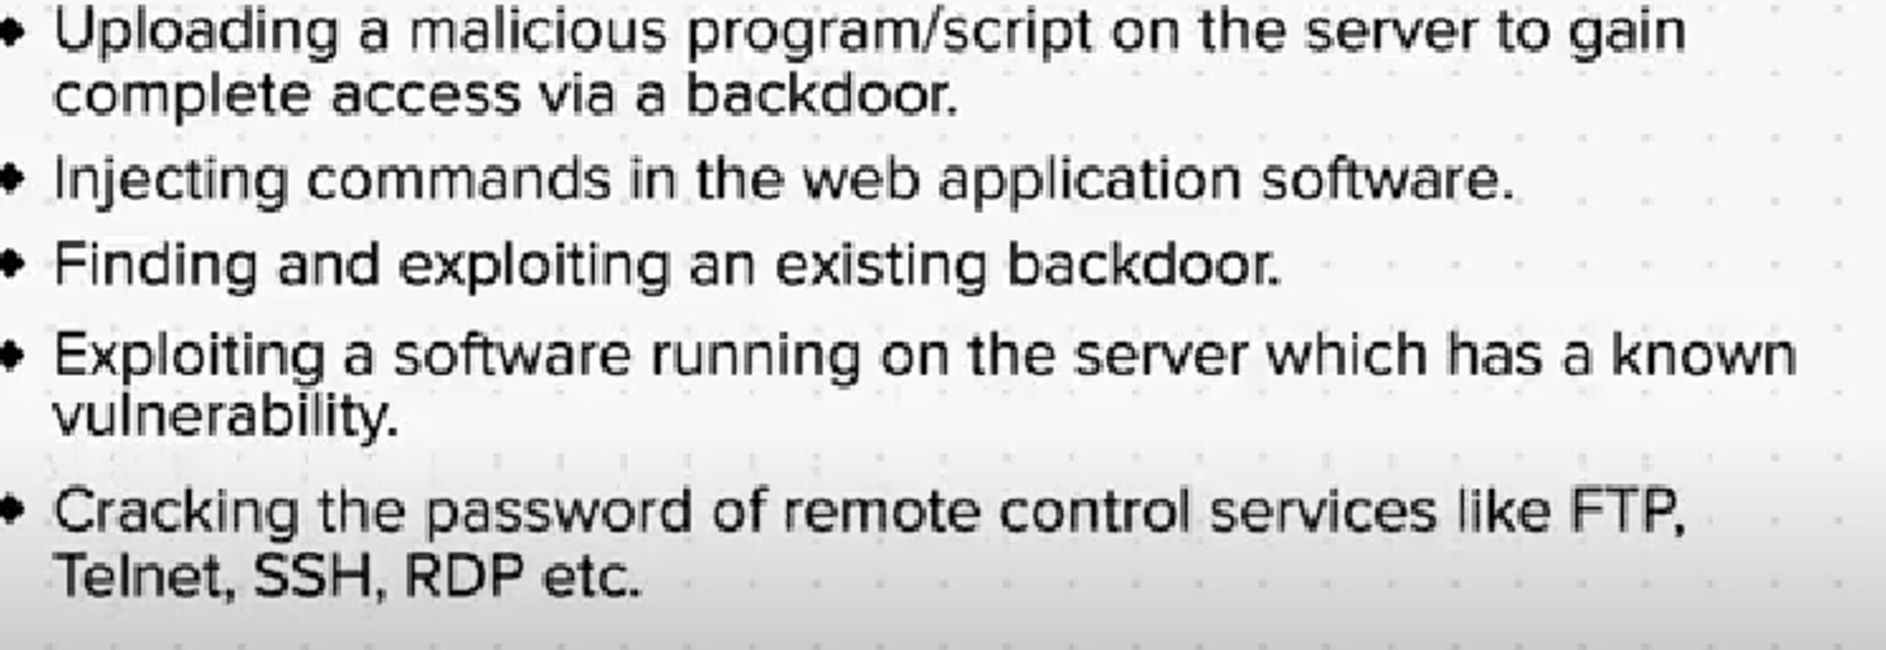 Uploading a malicious program/script on the server to gain
complete access via a backdoor.
Injecting commands in the web application software.
Finding and exploiting an existing backdoor.
Exploiting a software running on the server which has a known
vulnerability.
Cracking the password of remote control services like FTP,
Telnet, SSH, RDP etc.